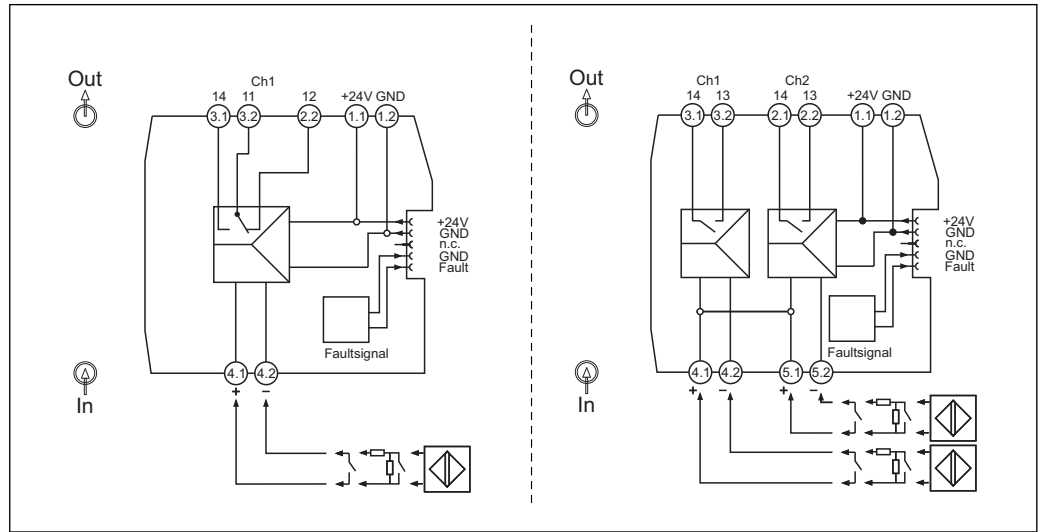 Out
Ch1
14 11 12 +24V GND
3.1 3.2 2.2 1.1 1.2
+24V
GND
n.c.
GND
Fault
Faultsignal
4.1 4.2
+ –
In
Out
Ch1 Ch2
14 13 14 13 +24V GND
3.1 3.2 2.1 2.2 1.1 1.2
+24V
GND
n.c.
GND
Fault
Faultsignal
4.1 4.2 5.1 5.2
+ – + –
In